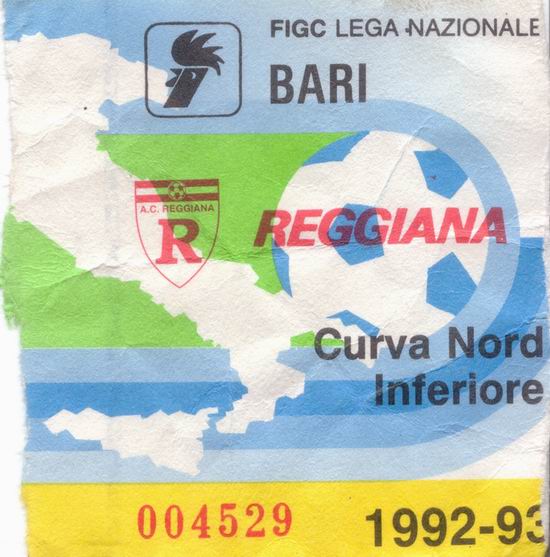 FIGC LEGA NAZIONALE
BARI
A.C. REGGIANA
R
REGGIANA
Curva Nord
Inferiore
004529
1992-93